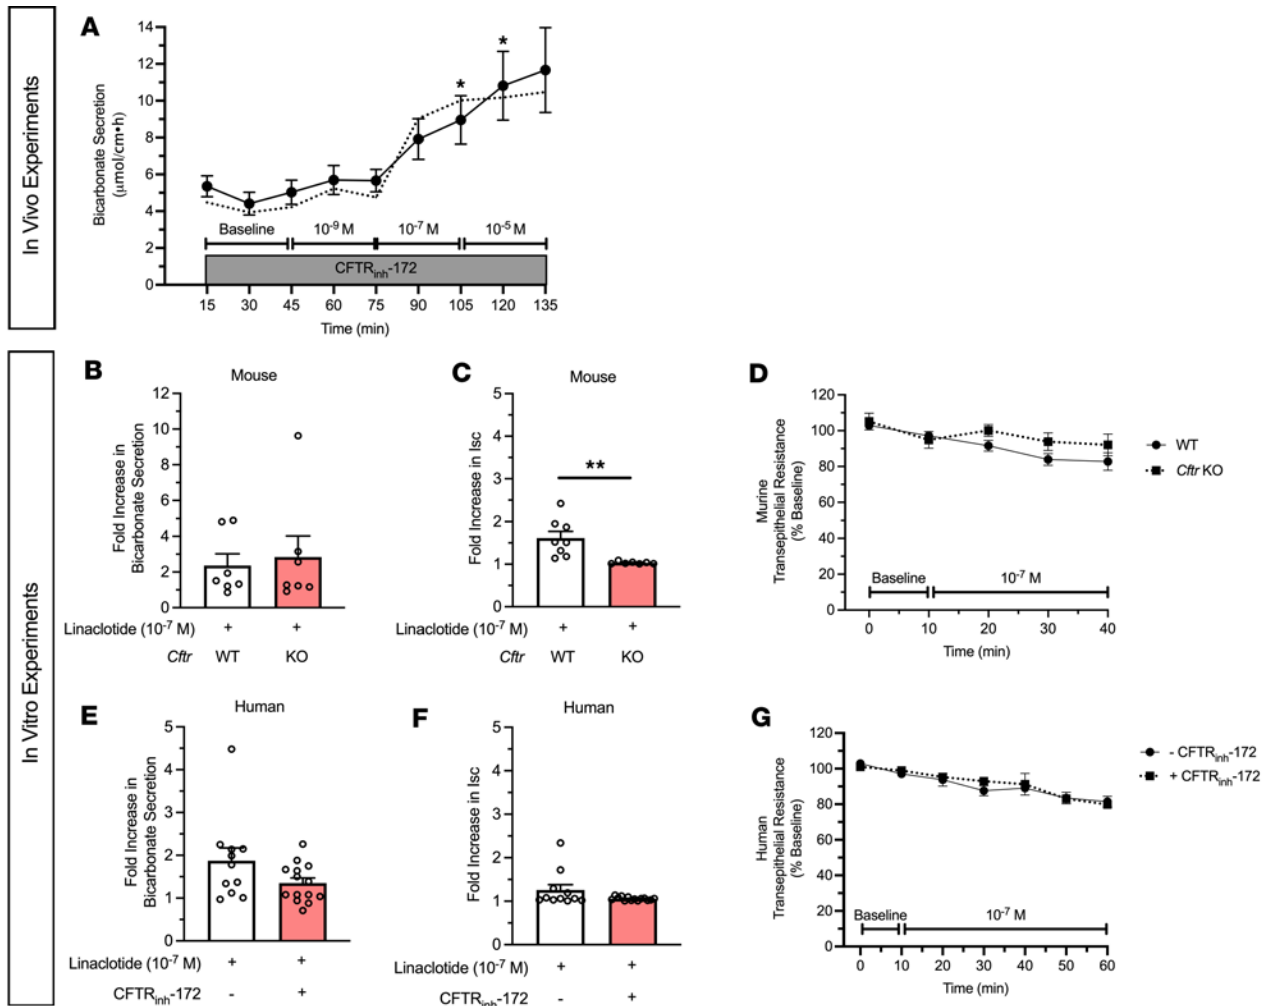 In Vivo Experiments
A
Bicarbonate Secretion
(µmol/cm•h)
14
12
10
8
6
4
2
0
*
*
Baseline
10⁻⁹ M
10⁻⁷ M
10⁻⁵ M
CFTRinh-172
15 30 45 60 75 90 105 120 135
Time (min)
In Vitro Experiments
B
Mouse
Fold Increase in
Bicarbonate Secretion
12
10
8
6
4
2
0
Linaclotide (10⁻⁷ M) + +
Cftr WT KO
C
Mouse
Fold Increase in Isc
5
4
3
2
1
0
**
Linaclotide (10⁻⁷ M) + +
Cftr WT KO
D
Murine
Transepithelial Resistance
(% Baseline)
120
100
80
60
40
20
0
Baseline
10⁻⁷ M
0 10 20 30 40
Time (min)
WT
Cftr KO
E
Human
Fold Increase in
Bicarbonate Secretion
5
4
3
2
1
0
Linaclotide (10⁻⁷ M) + +
CFTRinh-172 - +
F
Human
Fold Increase in Isc
5
4
3
2
1
0
Linaclotide (10⁻⁷ M) + +
CFTRinh-172 - +
G
Human
Transepithelial Resistance
(% Baseline)
120
100
80
60
40
20
0
Baseline
10⁻⁷ M
0 10 20 30 40 50 60
Time (min)
- CFTRinh-172
+ CFTRinh-172